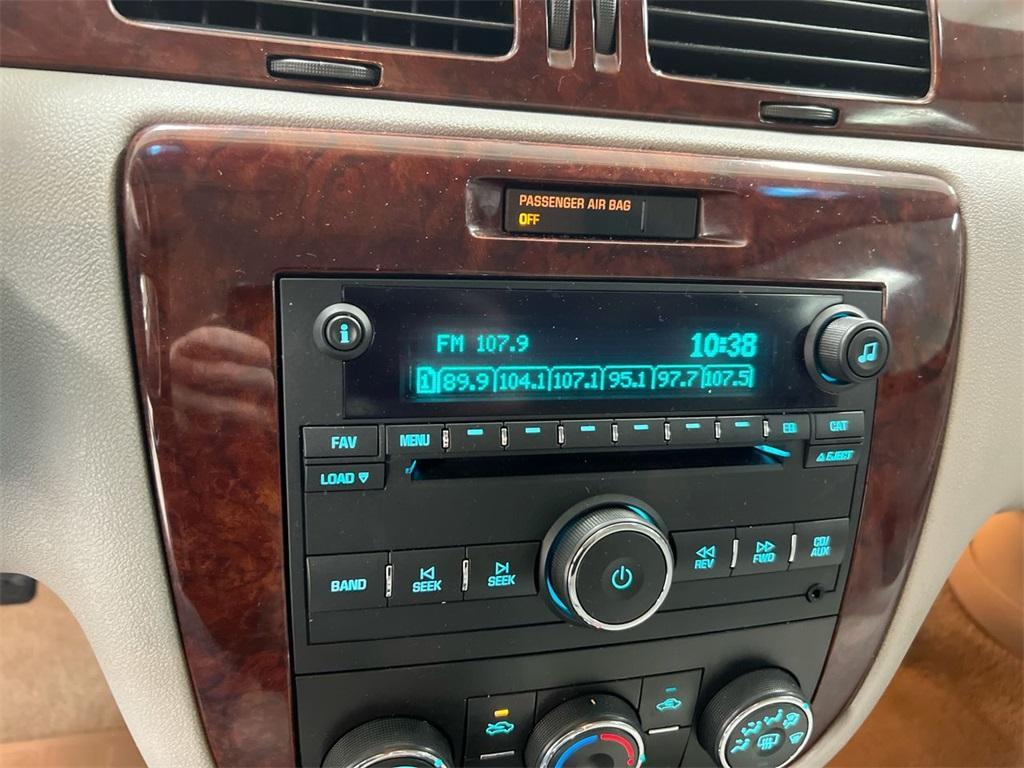 PASSENGER AIR BAG
OFF
i
FM 107.9 10:38
1 89.9 104.1 107.1 95.1 97.7 107.5
FAV MENU EQ CAT
LOAD EJECT
BAND SEEK SEEK REV FWD CD/
AUX